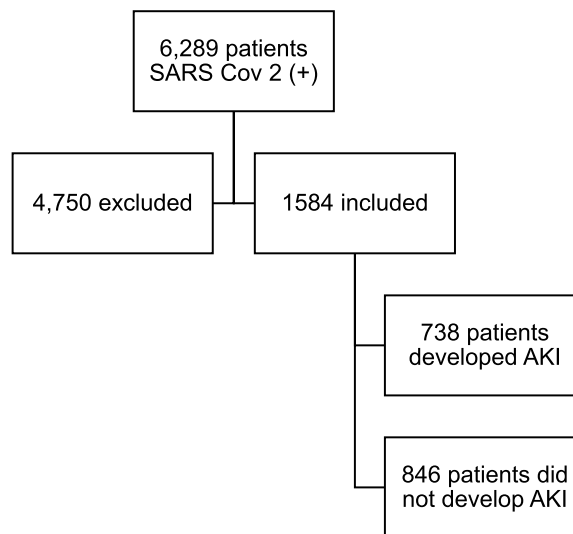 6,289 patients
SARS Cov 2 (+)
4,750 excluded
1584 included
738 patients
developed AKI
846 patients did
not develop AKI